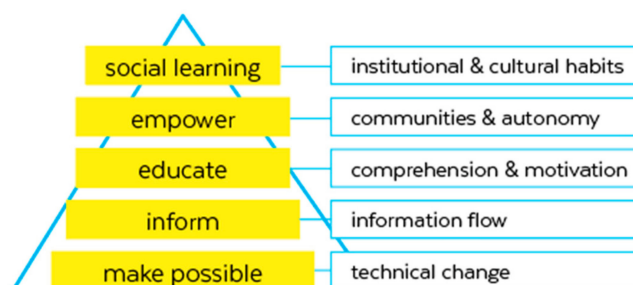 social learning institutional & cultural habits
empower communities & autonomy
educate comprehension & motivation
inform information flow
make possible technical change